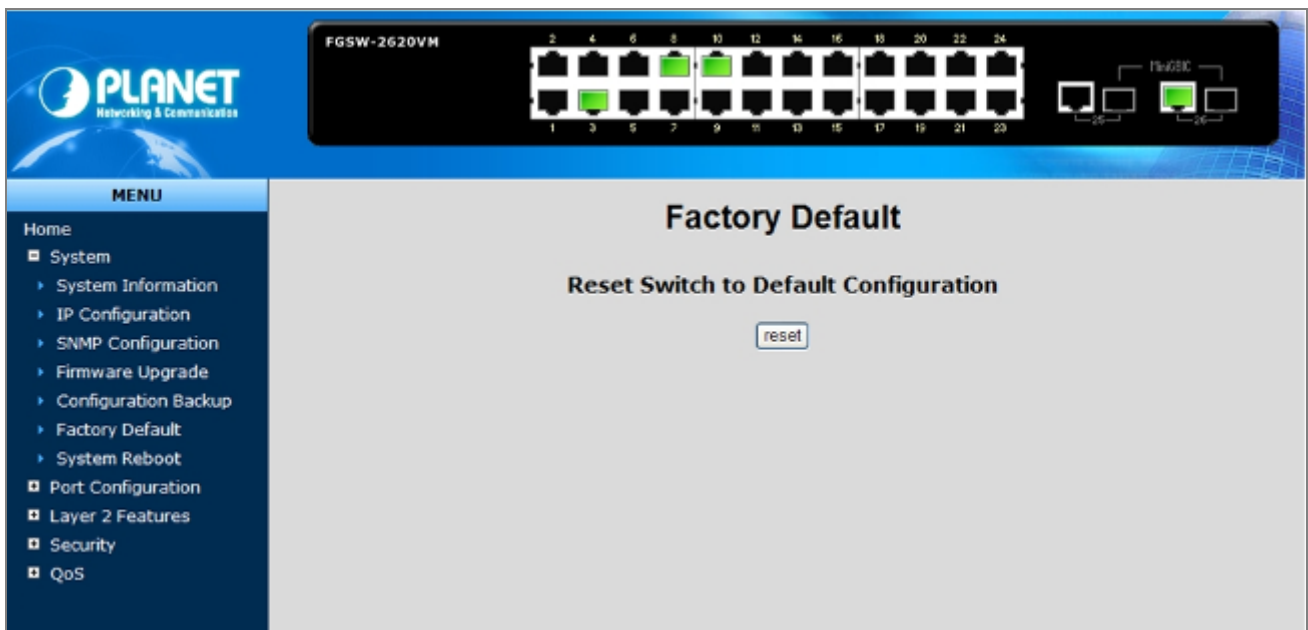 FGSW-2620VM
2 4 6 8 10 12 14 16 18 20 22 24
MiniGBIC
PLANET
Networking & Communication
25 26
1 3 5 7 9 11 13 15 17 19 21 23
MENU
Home
System
System Information
IP Configuration
SNMP Configuration
Firmware Upgrade
Configuration Backup
Factory Default
System Reboot
Port Configuration
Layer 2 Features
Security
QoS
Factory Default
Reset Switch to Default Configuration
reset